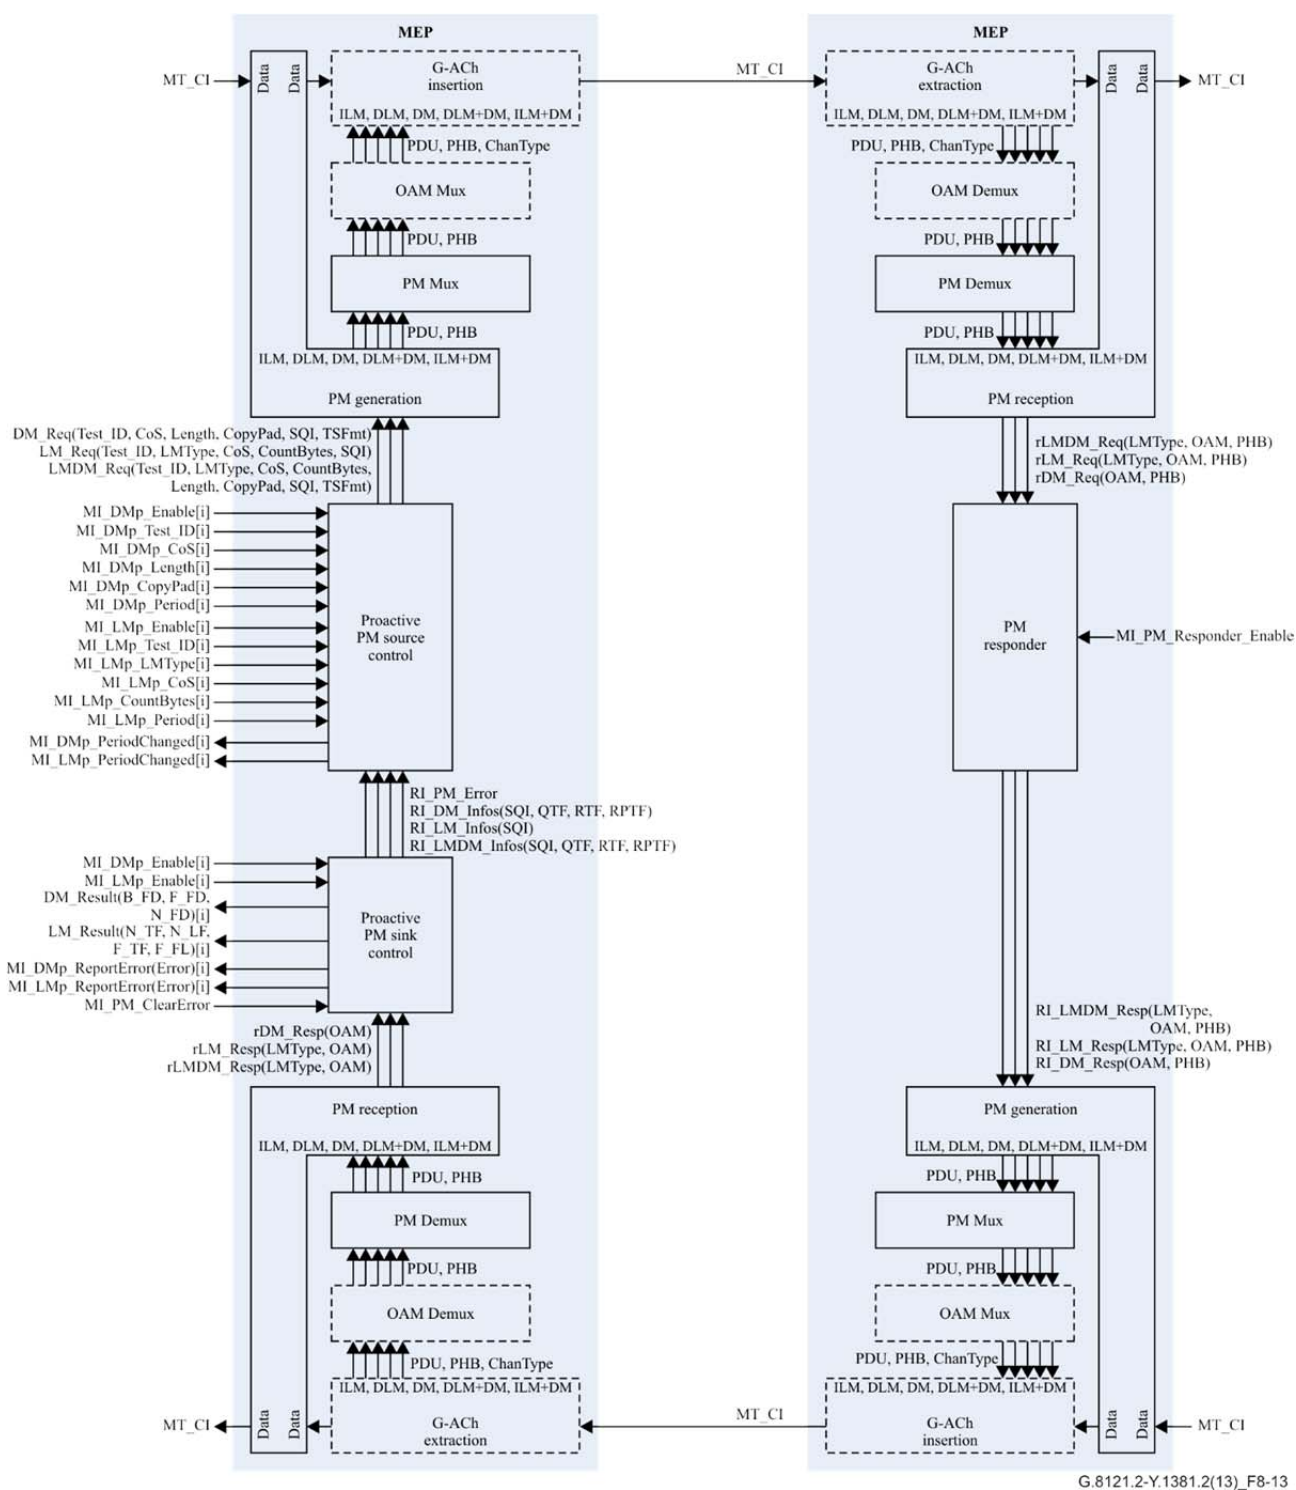 MEP
MEP
MT_CI
Data
Data
G-ACh
insertion
ILM, DLM, DM, DLM+DM, ILM+DM
MT_CI
G-ACh
extraction
ILM, DLM, DM, DLM+DM, ILM+DM
Data
Data
MT_CI
PDU, PHB, ChanType
PDU, PHB, ChanType
OAM Mux
OAM Demux
PDU, PHB
PDU, PHB
PM Mux
PM Demux
PDU, PHB
PDU, PHB
ILM, DLM, DM, DLM+DM, ILM+DM
ILM, DLM, DM, DLM+DM, ILM+DM
PM generation
PM reception
DM_Req(Test_ID, CoS, Length, CopyPad, SQI, TSFmt)
LM_Req(Test_ID, LMType, CoS, CountBytes, SQI)
LMDM_Req(Test_ID, LMType, CoS, CountBytes,
Length, CopyPad, SQI, TSFmt)
rLMDM_Req(LMType, OAM, PHB)
rLM_Req(LMType, OAM, PHB)
rDM_Req(OAM, PHB)
MI_DMp_Enable[i]
MI_DMp_Test_ID[i]
MI_DMp_CoS[i]
MI_DMp_Length[i]
MI_DMp_CopyPad[i]
MI_DMp_Period[i]
MI_LMp_Enable[i]
MI_LMp_Test_ID[i]
MI_LMp_LMType[i]
MI_LMp_CoS[i]
MI_LMp_CountBytes[i]
MI_LMp_Period[i]
MI_DMp_PeriodChanged[i]
MI_LMp_PeriodChanged[i]
Proactive
PM source
control
PM
responder
MI_PM_Responder_Enable
RI_PM_Error
RI_DM_Infos(SQI, QTF, RTF, RPTF)
RI_LM_Infos(SQI)
RI_LMDM_Infos(SQI, QTF, RTF, RPTF)
MI_DMp_Enable[i]
MI_LMp_Enable[i]
DM_Result(B_FD, F_FD,
N_FD)[i]
LM_Result(N_TF, N_LF,
F_TF, F_FL)[i]
MI_DMp_ReportError(Error)[i]
MI_LMp_ReportError(Error)[i]
MI_PM_ClearError
Proactive
PM sink
control
rDM_Resp(OAM)
rLM_Resp(LMType, OAM)
rLMDM_Resp(LMType, OAM)
RI_LMDM_Resp(LMType,
OAM, PHB)
RI_LM_Resp(LMType, OAM, PHB)
RI_DM_Resp(OAM, PHB)
PM reception
PM generation
ILM, DLM, DM, DLM+DM, ILM+DM
ILM, DLM, DM, DLM+DM, ILM+DM
PDU, PHB
PDU, PHB
PM Demux
PM Mux
PDU, PHB
PDU, PHB
OAM Demux
OAM Mux
PDU, PHB, ChanType
PDU, PHB, ChanType
ILM, DLM, DM, DLM+DM, ILM+DM
ILM, DLM, DM, DLM+DM, ILM+DM
MT_CI
Data
Data
G-ACh
extraction
MT_CI
G-ACh
insertion
Data
Data
MT_CI
G.8121.2-Y.1381.2(13)_F8-13